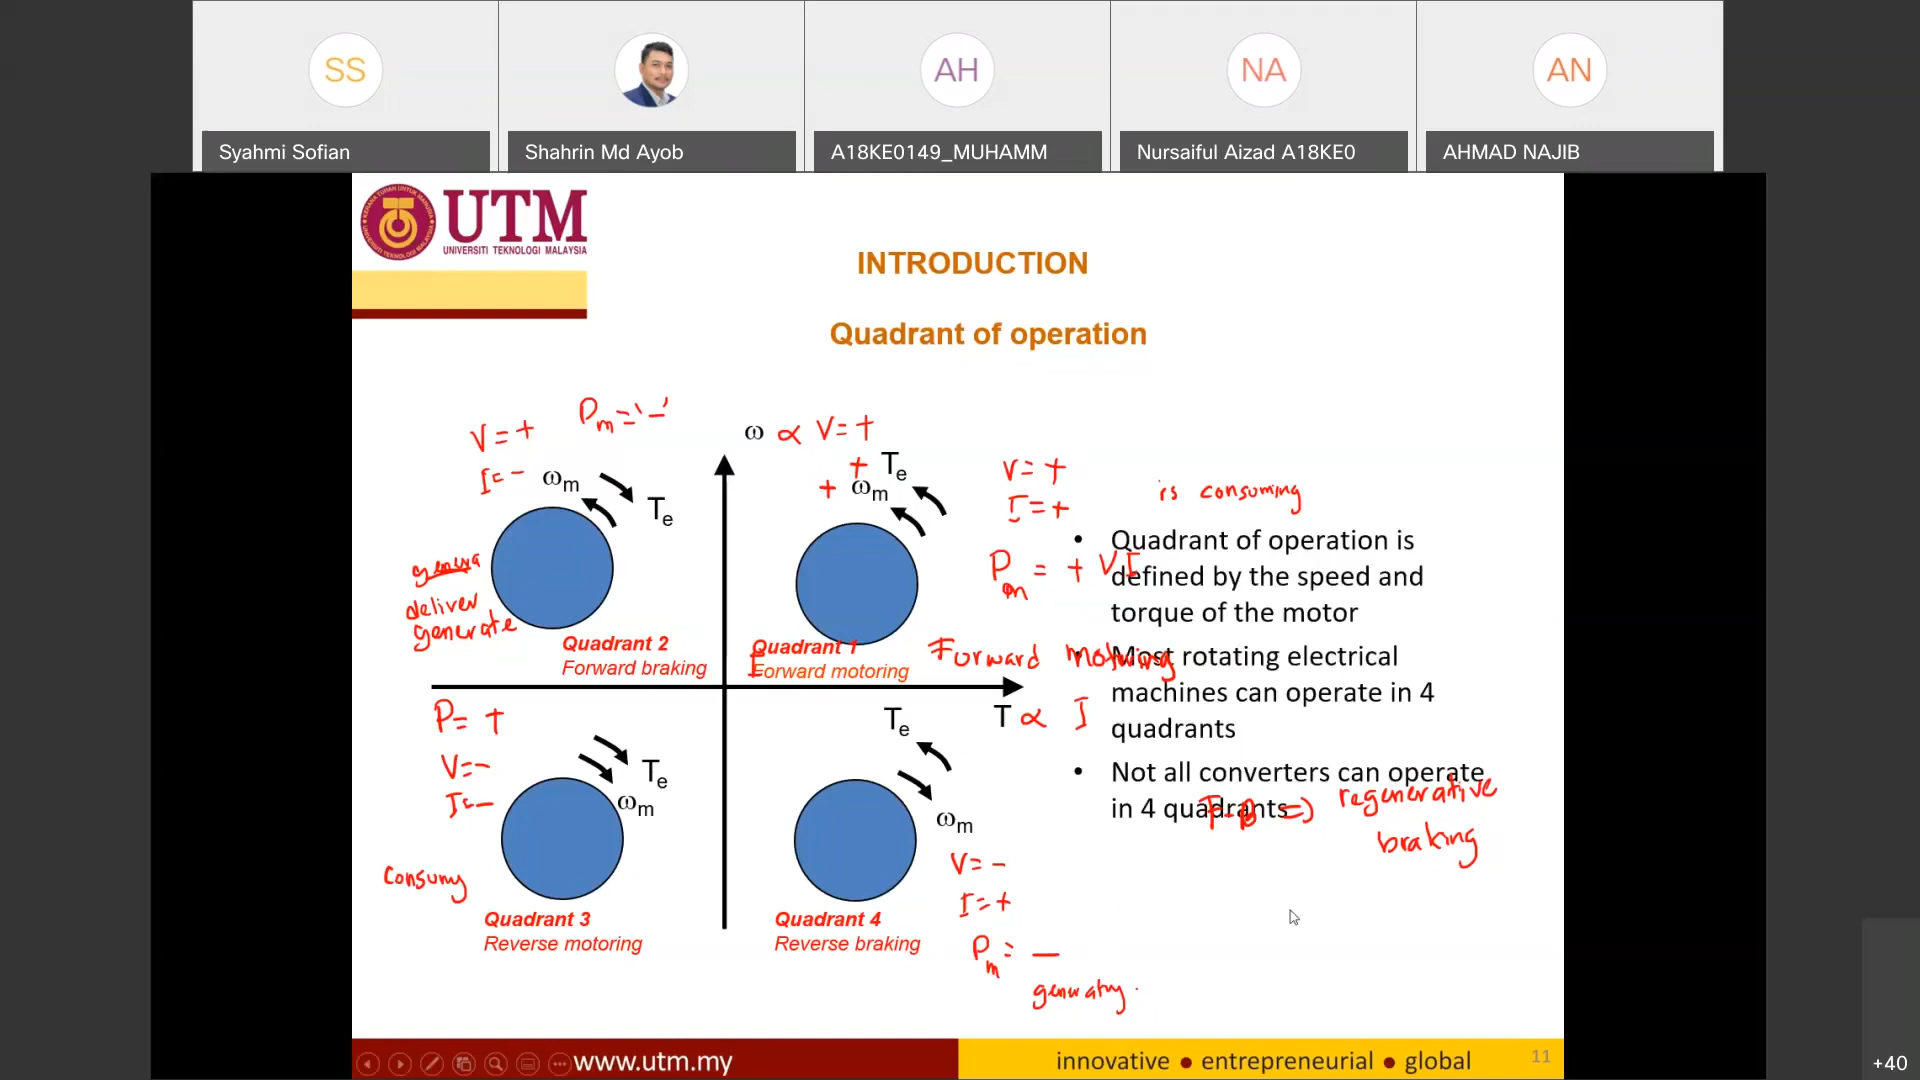 SS
AH
NA
AN
Syahmi Sofian
Shahrin Md Ayob
A18KE0149_MUHAMM
Nursaiful Aizad A18KE0
AHMAD NAJIB
UTM
UNIVERSITI TEKNOLOGI MALAYSIA
INTRODUCTION
Quadrant of operation
V = +
Pm = '-'
I = -
ωm
Te
genera
deliver
generate
Quadrant 2
Forward braking
ω ∝ V = +
+ Te
+ ωm
V = +
I = +
Pm = + VI
Quadrant 1
Forward motoring
Forward motoring
T ∝ I
is consuming
• Quadrant of operation is
defined by the speed and
torque of the motor
• Most rotating electrical
machines can operate in 4
quadrants
• Not all converters can operate
in 4 quadrants
F-B => regenerative
braking
P = +
V = -
I = -
Te
ωm
Quadrant 3
Reverse motoring
Te
ωm
V = -
I = +
Pm = -
Quadrant 4
Reverse braking
www.utm.my
innovative ● entrepreneurial ● global
11
+40